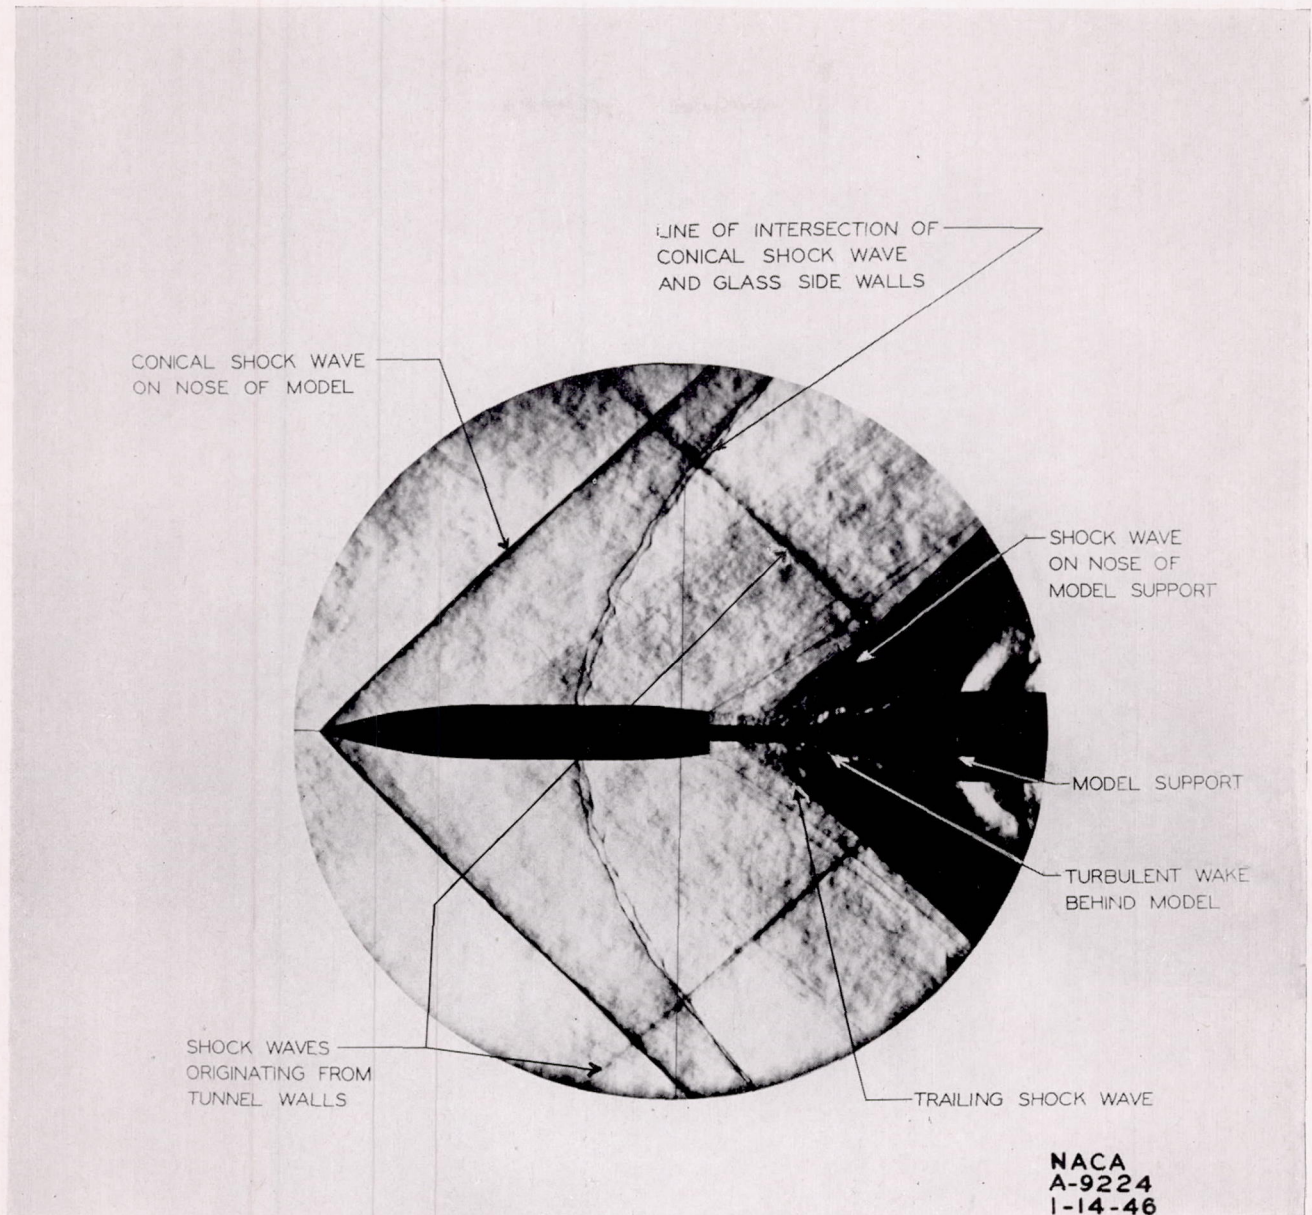 LINE OF INTERSECTION OF
CONICAL SHOCK WAVE
AND GLASS SIDE WALLS
CONICAL SHOCK WAVE
ON NOSE OF MODEL
SHOCK WAVE
ON NOSE OF
MODEL SUPPORT
MODEL SUPPORT
TURBULENT WAKE
BEHIND MODEL
SHOCK WAVES
ORIGINATING FROM
TUNNEL WALLS
TRAILING SHOCK WAVE
NACA
A-9224
1-14-46